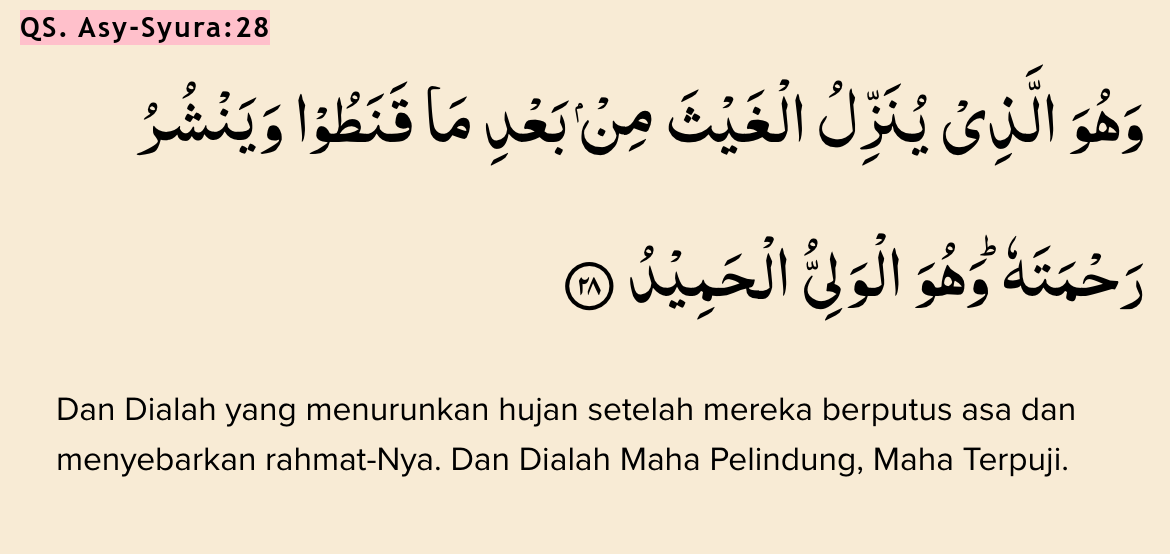 QS. Asy-Syura:28
وَهُوَ الَّذِيْ يُنَزِّلُ الْغَيْثَ مِنْۢ بَعْدِ مَا قَنَطُوْا وَيَنْشُرُ
رَحْمَتَهٗ ۗوَهُوَ الْوَلِيُّ الْحَمِيْدُ ٢٨
Dan Dialah yang menurunkan hujan setelah mereka berputus asa dan
menyebarkan rahmat-Nya. Dan Dialah Maha Pelindung, Maha Terpuji.